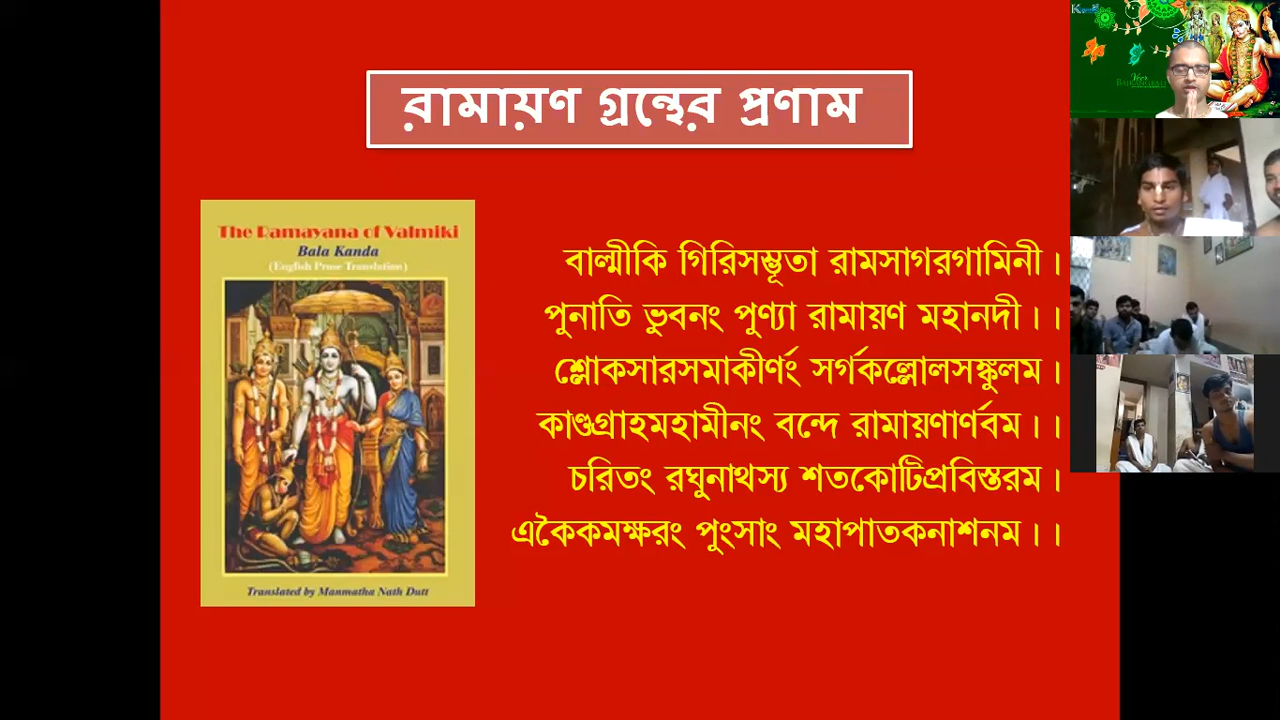 রামায়ণ গ্রন্থের প্রণাম
The Ramayana of Valmiki
Bala Kanda
(English Prose Translation)
Translated by Manmatha Nath Dutt
বাল্মীকি গিরিসম্ভূতা রামসাগরগামিনী।
পুনাতি ভুবনং পুণ্যা রামায়ণ মহানদী।।
শ্লোকসারসমাকীর্ণং সর্গকল্লোলসঙ্কুলম।
কাণ্ডগ্রাহমহামীনং বন্দে রামায়ণার্ণবম।।
চরিতং রঘুনাথস্য শতকোটিপ্রবিস্তরম।
একৈকমক্ষরং পুংসাং মহাপাতকনাশনম।।